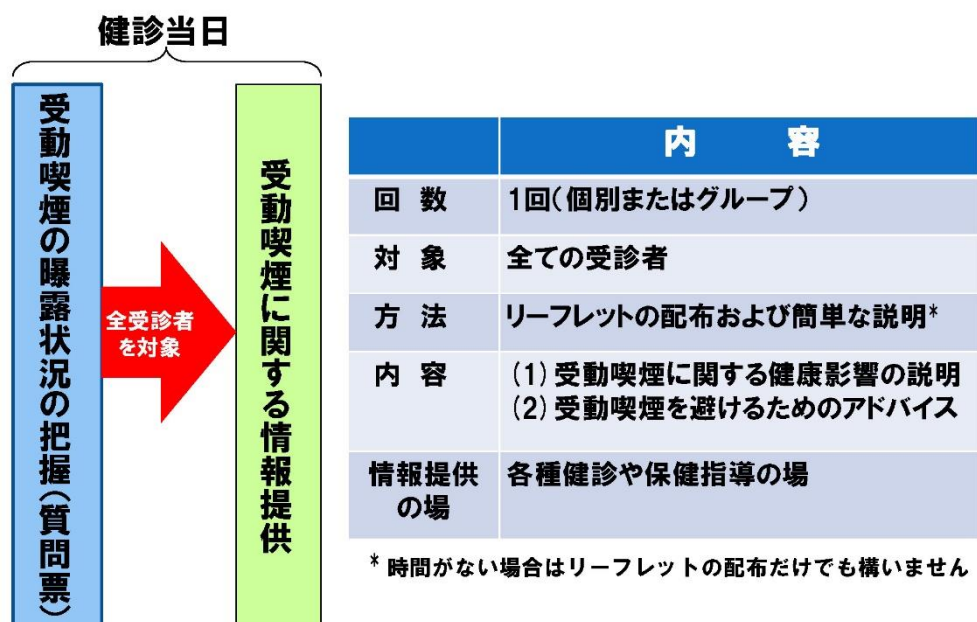 健診当日
受動喫煙の曝露状況の把握(質問票)
全受診者
を対象
受動喫煙に関する情報提供
内 容
回 数 1回(個別またはグループ)
対 象 全ての受診者
方 法 リーフレットの配布および簡単な説明*
内 容 (1)受動喫煙に関する健康影響の説明
(2)受動喫煙を避けるためのアドバイス
情報提供 各種健診や保健指導の場
の場
* 時間がない場合はリーフレットの配布だけでも構いません